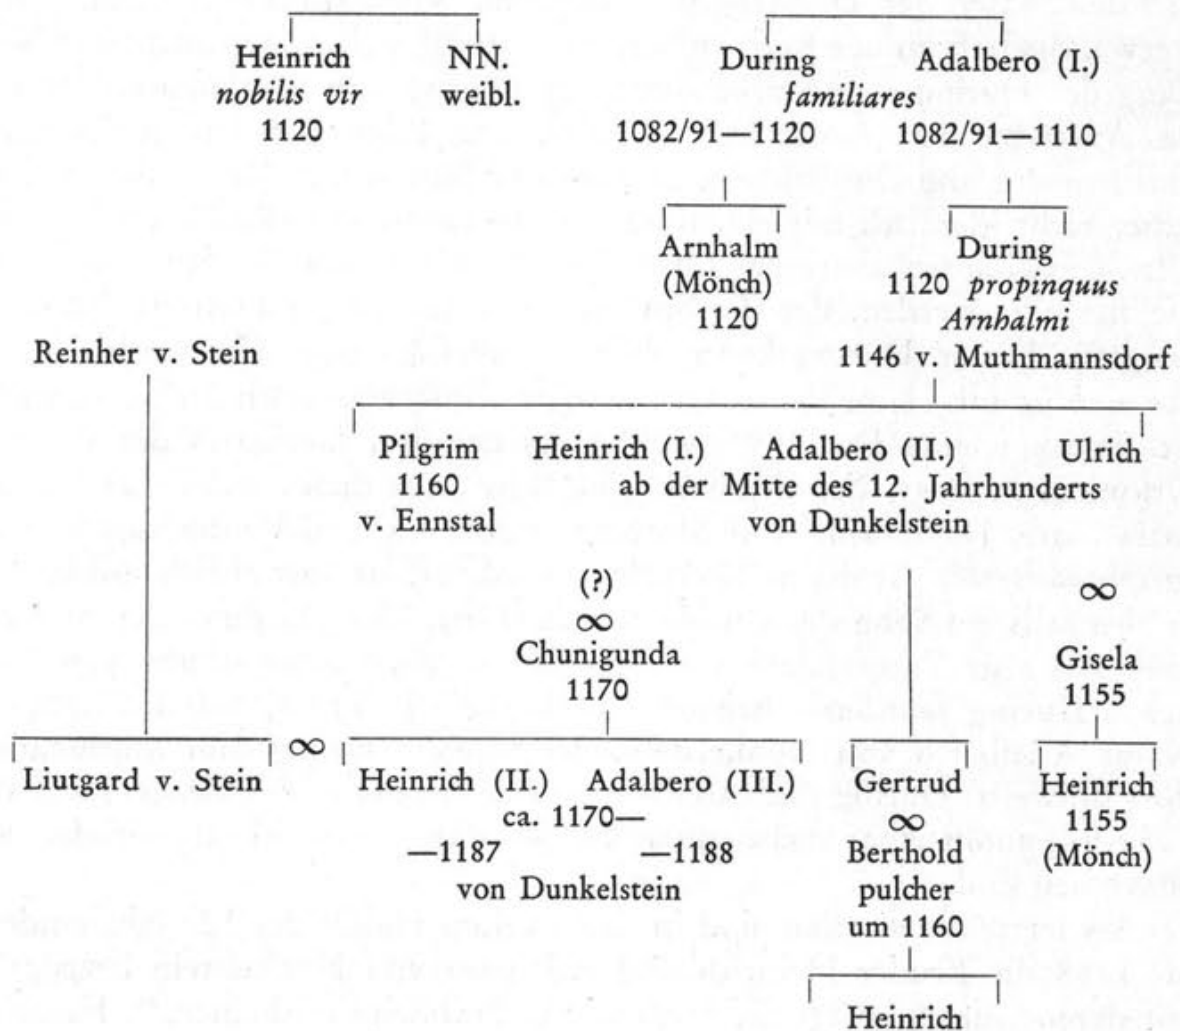 Heinrich NN. During Adalbero (I.)
nobilis vir weibl. familiares
1120 1082/91—1120 1082/91—1110
Arnhalm During
(Mönch) 1120 propinquus
1120 Arnhalmi
Reinher v. Stein 1146 v. Muthmannsdorf
Pilgrim Heinrich (I.) Adalbero (II.) Ulrich
1160 ab der Mitte des 12. Jahrhunderts
v. Ennstal von Dunkelstein
(?)
∞ ∞
Chunigunda Gisela
1170 1155
∞
Liutgard v. Stein Heinrich (II.) Adalbero (III.) Gertrud Heinrich
ca. 1170— ∞ 1155
—1187 —1188 Berthold (Mönch)
von Dunkelstein pulcher
um 1160
Heinrich